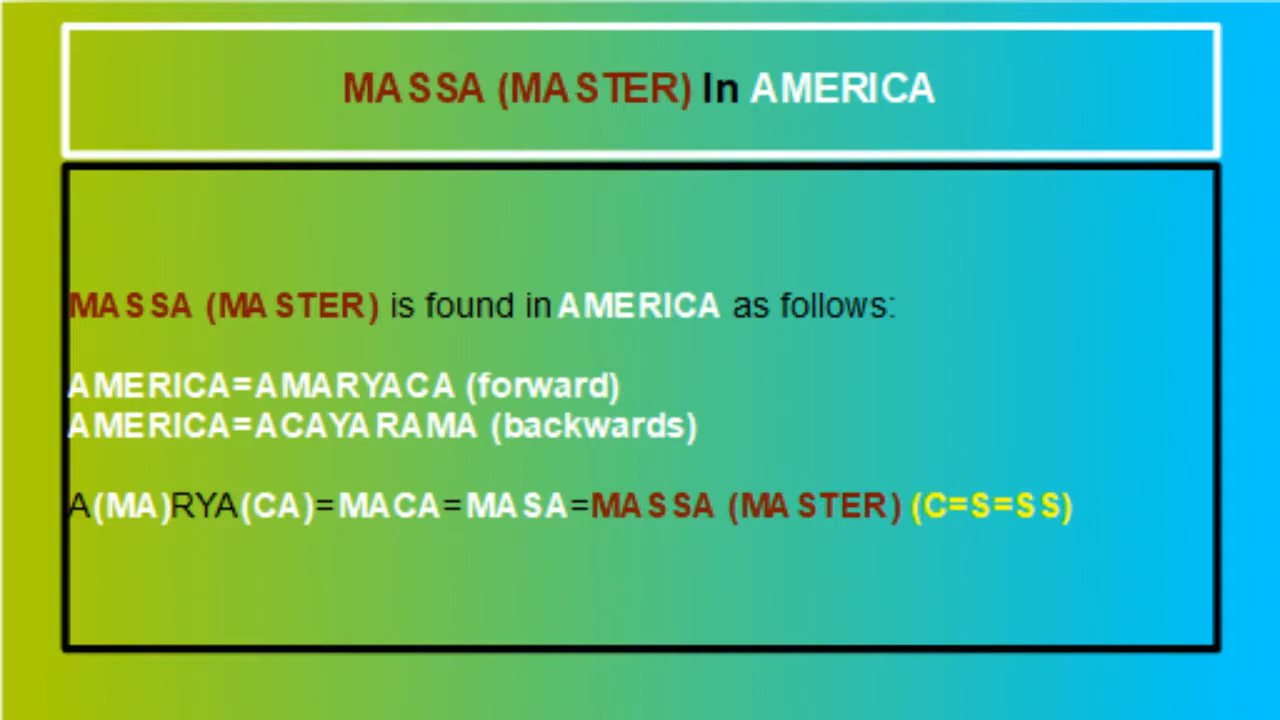 MASSA (MASTER) In AMERICA
MASSA (MASTER) is found in AMERICA as follows:
AMERICA=AMARYACA (forward)
AMERICA=ACAYARAMA (backwards)
A(MA)RYA(CA)=MACA=MASA=MASSA (MASTER) (C=S=SS)